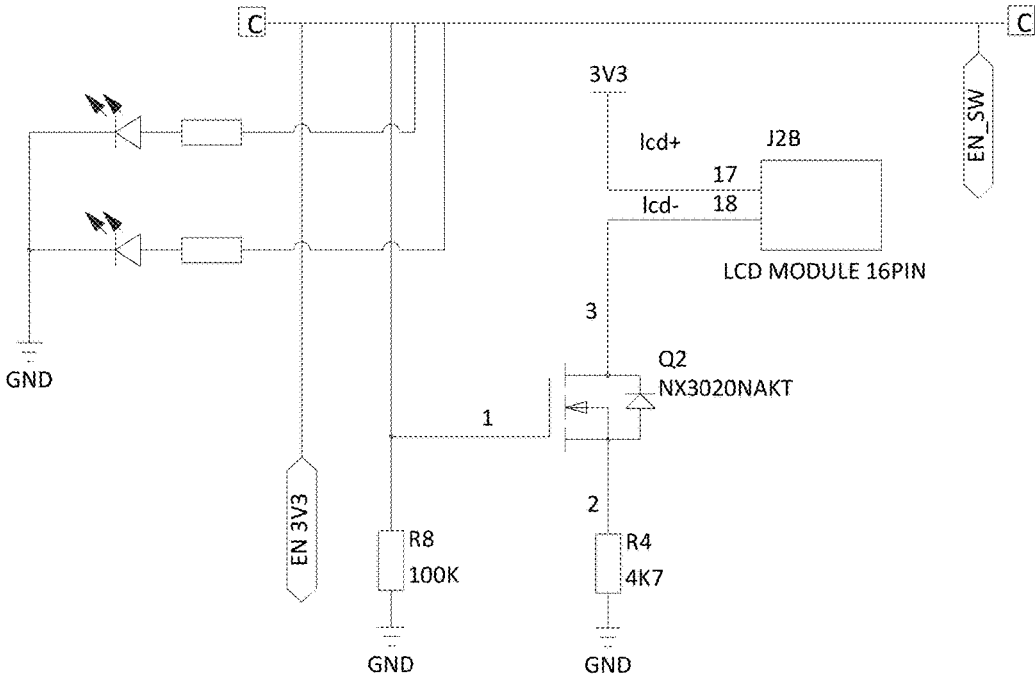 C
C
3V3
EN_SW
lcd+
J2B
17
lcd-
18
LCD MODULE 16PIN
3
GND
Q2
NX3020NAKT
1
EN 3V3
2
R8
100K
R4
4K7
GND
GND